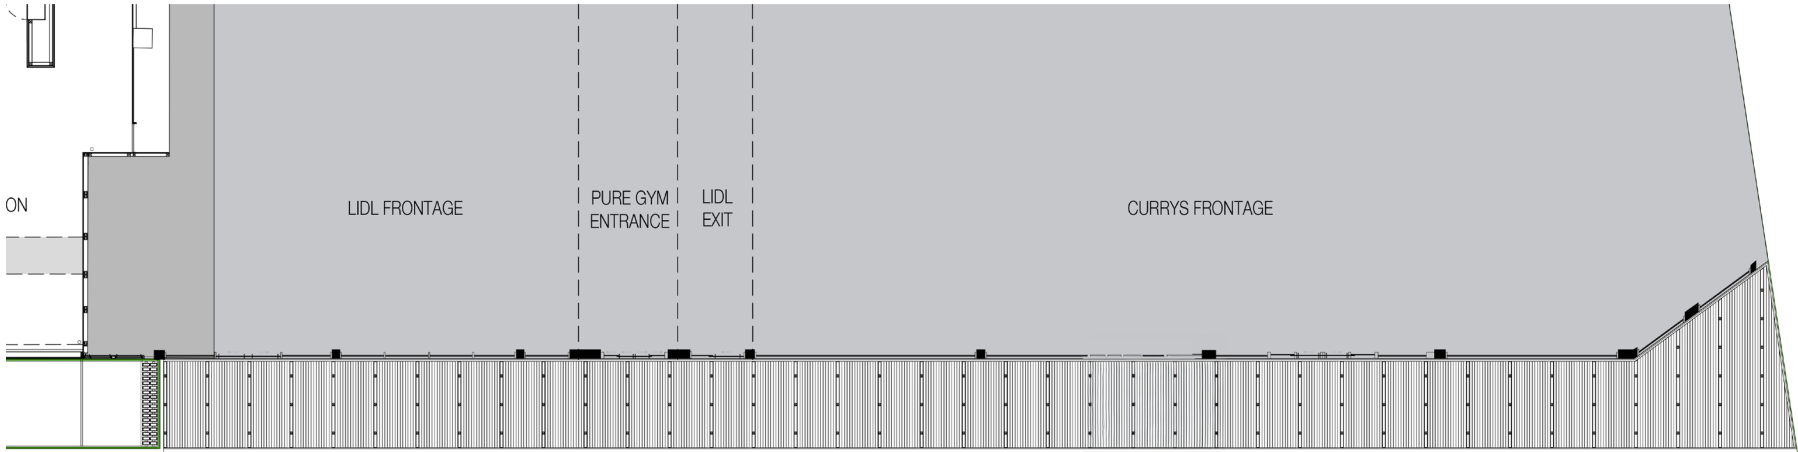 ON
LIDL FRONTAGE
PURE GYM
ENTRANCE
LIDL
EXIT
CURRYS FRONTAGE